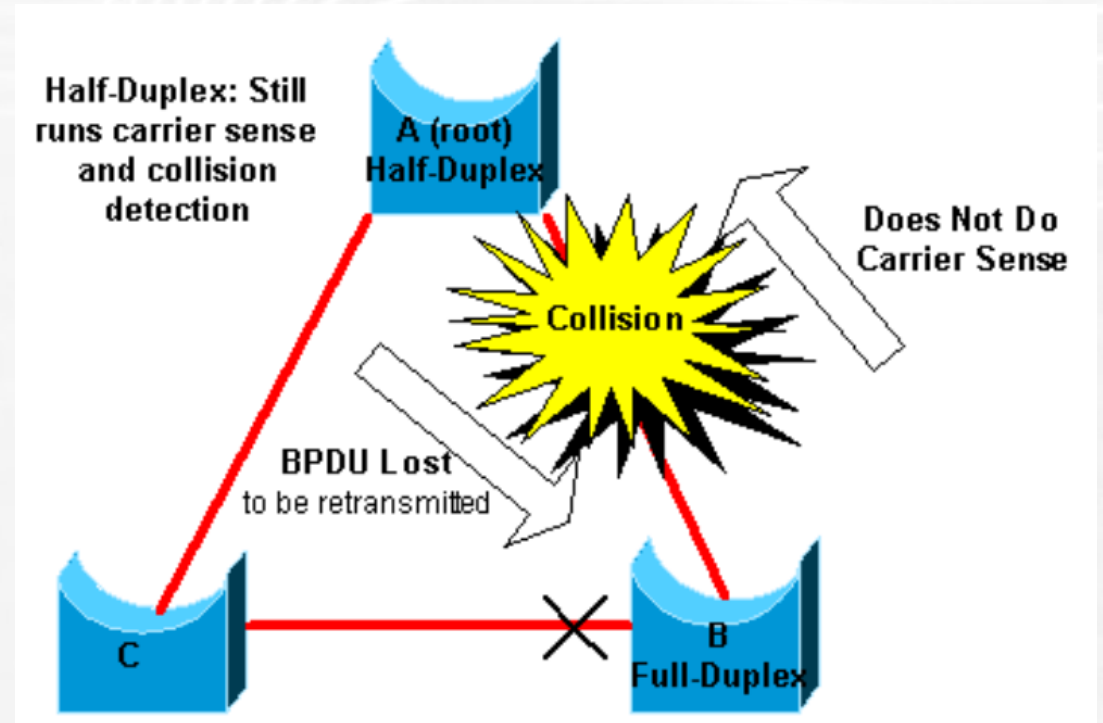 Half-Duplex: Still
runs carrier sense
and collision
detection
A (root)
Half-Duplex
Does Not Do
Carrier Sense
Collision
BPDU Lost
to be retransmitted
C
B
Full-Duplex